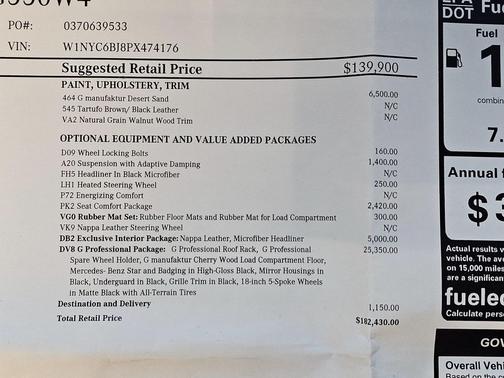 PO#: 0370639533
VIN: W1NYC6BJ8PX474176
Suggested Retail Price $139,900
PAINT, UPHOLSTERY, TRIM
464 G manufaktur Desert Sand 6,500.00
545 Tartufo Brown/ Black Leather N/C
VA2 Natural Grain Walnut Wood Trim N/C
OPTIONAL EQUIPMENT AND VALUE ADDED PACKAGES
D09 Wheel Locking Bolts 160.00
A20 Suspension with Adaptive Damping 1,400.00
FH5 Headliner In Black Microfiber N/C
LH1 Heated Steering Wheel 250.00
P72 Energizing Comfort N/C
PK2 Seat Comfort Package 2,420.00
VG0 Rubber Mat Set: Rubber Floor Mats and Rubber Mat for Load Compartment 300.00
VK9 Nappa Leather Steering Wheel N/C
DB2 Exclusive Interior Package: Nappa Leather, Microfiber Headliner 5,000.00
DV8 G Professional Package: G Professional Roof Rack, G Professional 25,350.00
Spare Wheel Holder, G manufaktur Cherry Wood Load Compartment Floor,
Mercedes- Benz Star and Badging in High-Gloss Black, Mirror Housings in
Black, Underguard in Black, Grille Trim in Black, 18-inch 5-Spoke Wheels
in Matte Black with All-Terrain Tires
Destination and Delivery 1,150.00
Total Retail Price $182,430.00
DOT Fu
Fuel
1
combin
7.
Annual f
$3
Actual results v
vehicle. The ave
on 15,000 miles
are a significan
fueled
Calculate pers
GOV
Overall Vehi